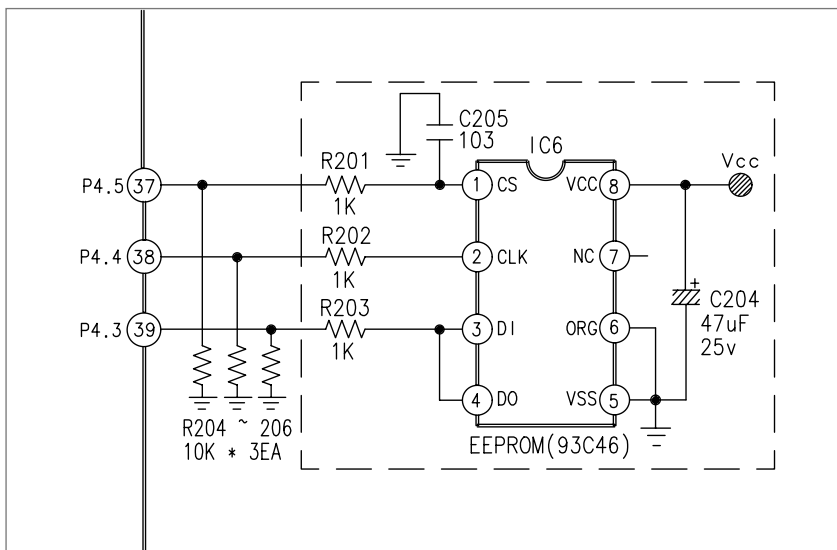 C205
103
IC6
Vcc
R201
P4.5 37
1K
1 CS
VCC 8
R202
P4.4 38
1K
2 CLK
NC 7
R203
P4.3 39
1K
3 DI
ORG 6
C204
47uF
25v
+
4 DO
VSS 5
R204 ~ 206
10K * 3EA
EEPROM(93C46)